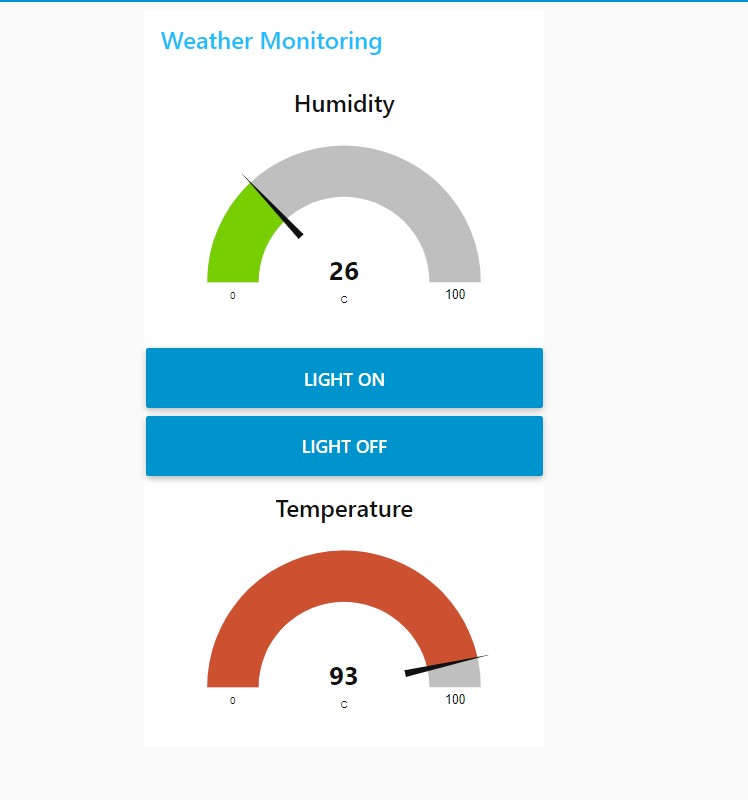 Weather Monitoring
Humidity
26
0
C
100
LIGHT ON
LIGHT OFF
Temperature
93
0
C
100